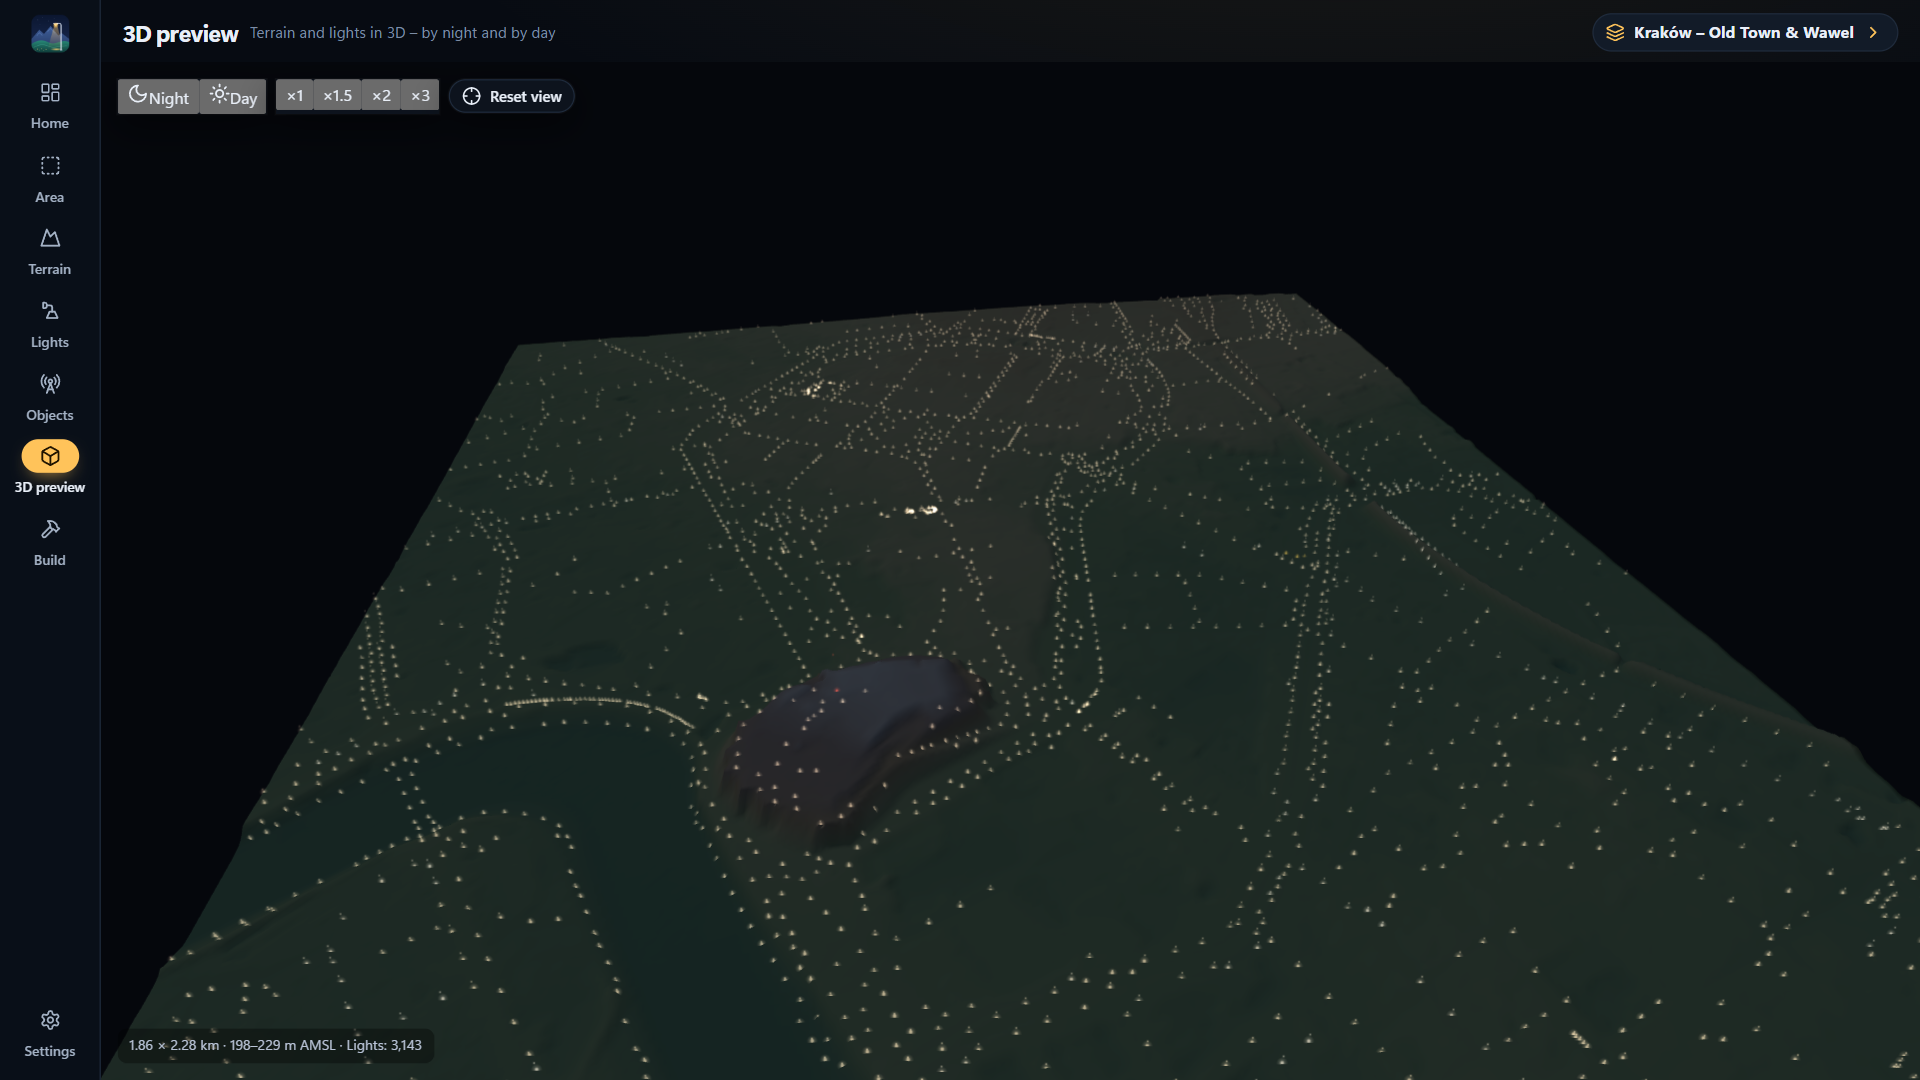 3D preview
Terrain and lights in 3D – by night and by day
Kraków – Old Town & Wawel
Night
Day
×1
×1.5
×2
×3
Reset view
Home
Area
Terrain
Lights
Objects
3D preview
Build
Settings
1.86 × 2.28 km · 198–229 m AMSL · Lights: 3,143